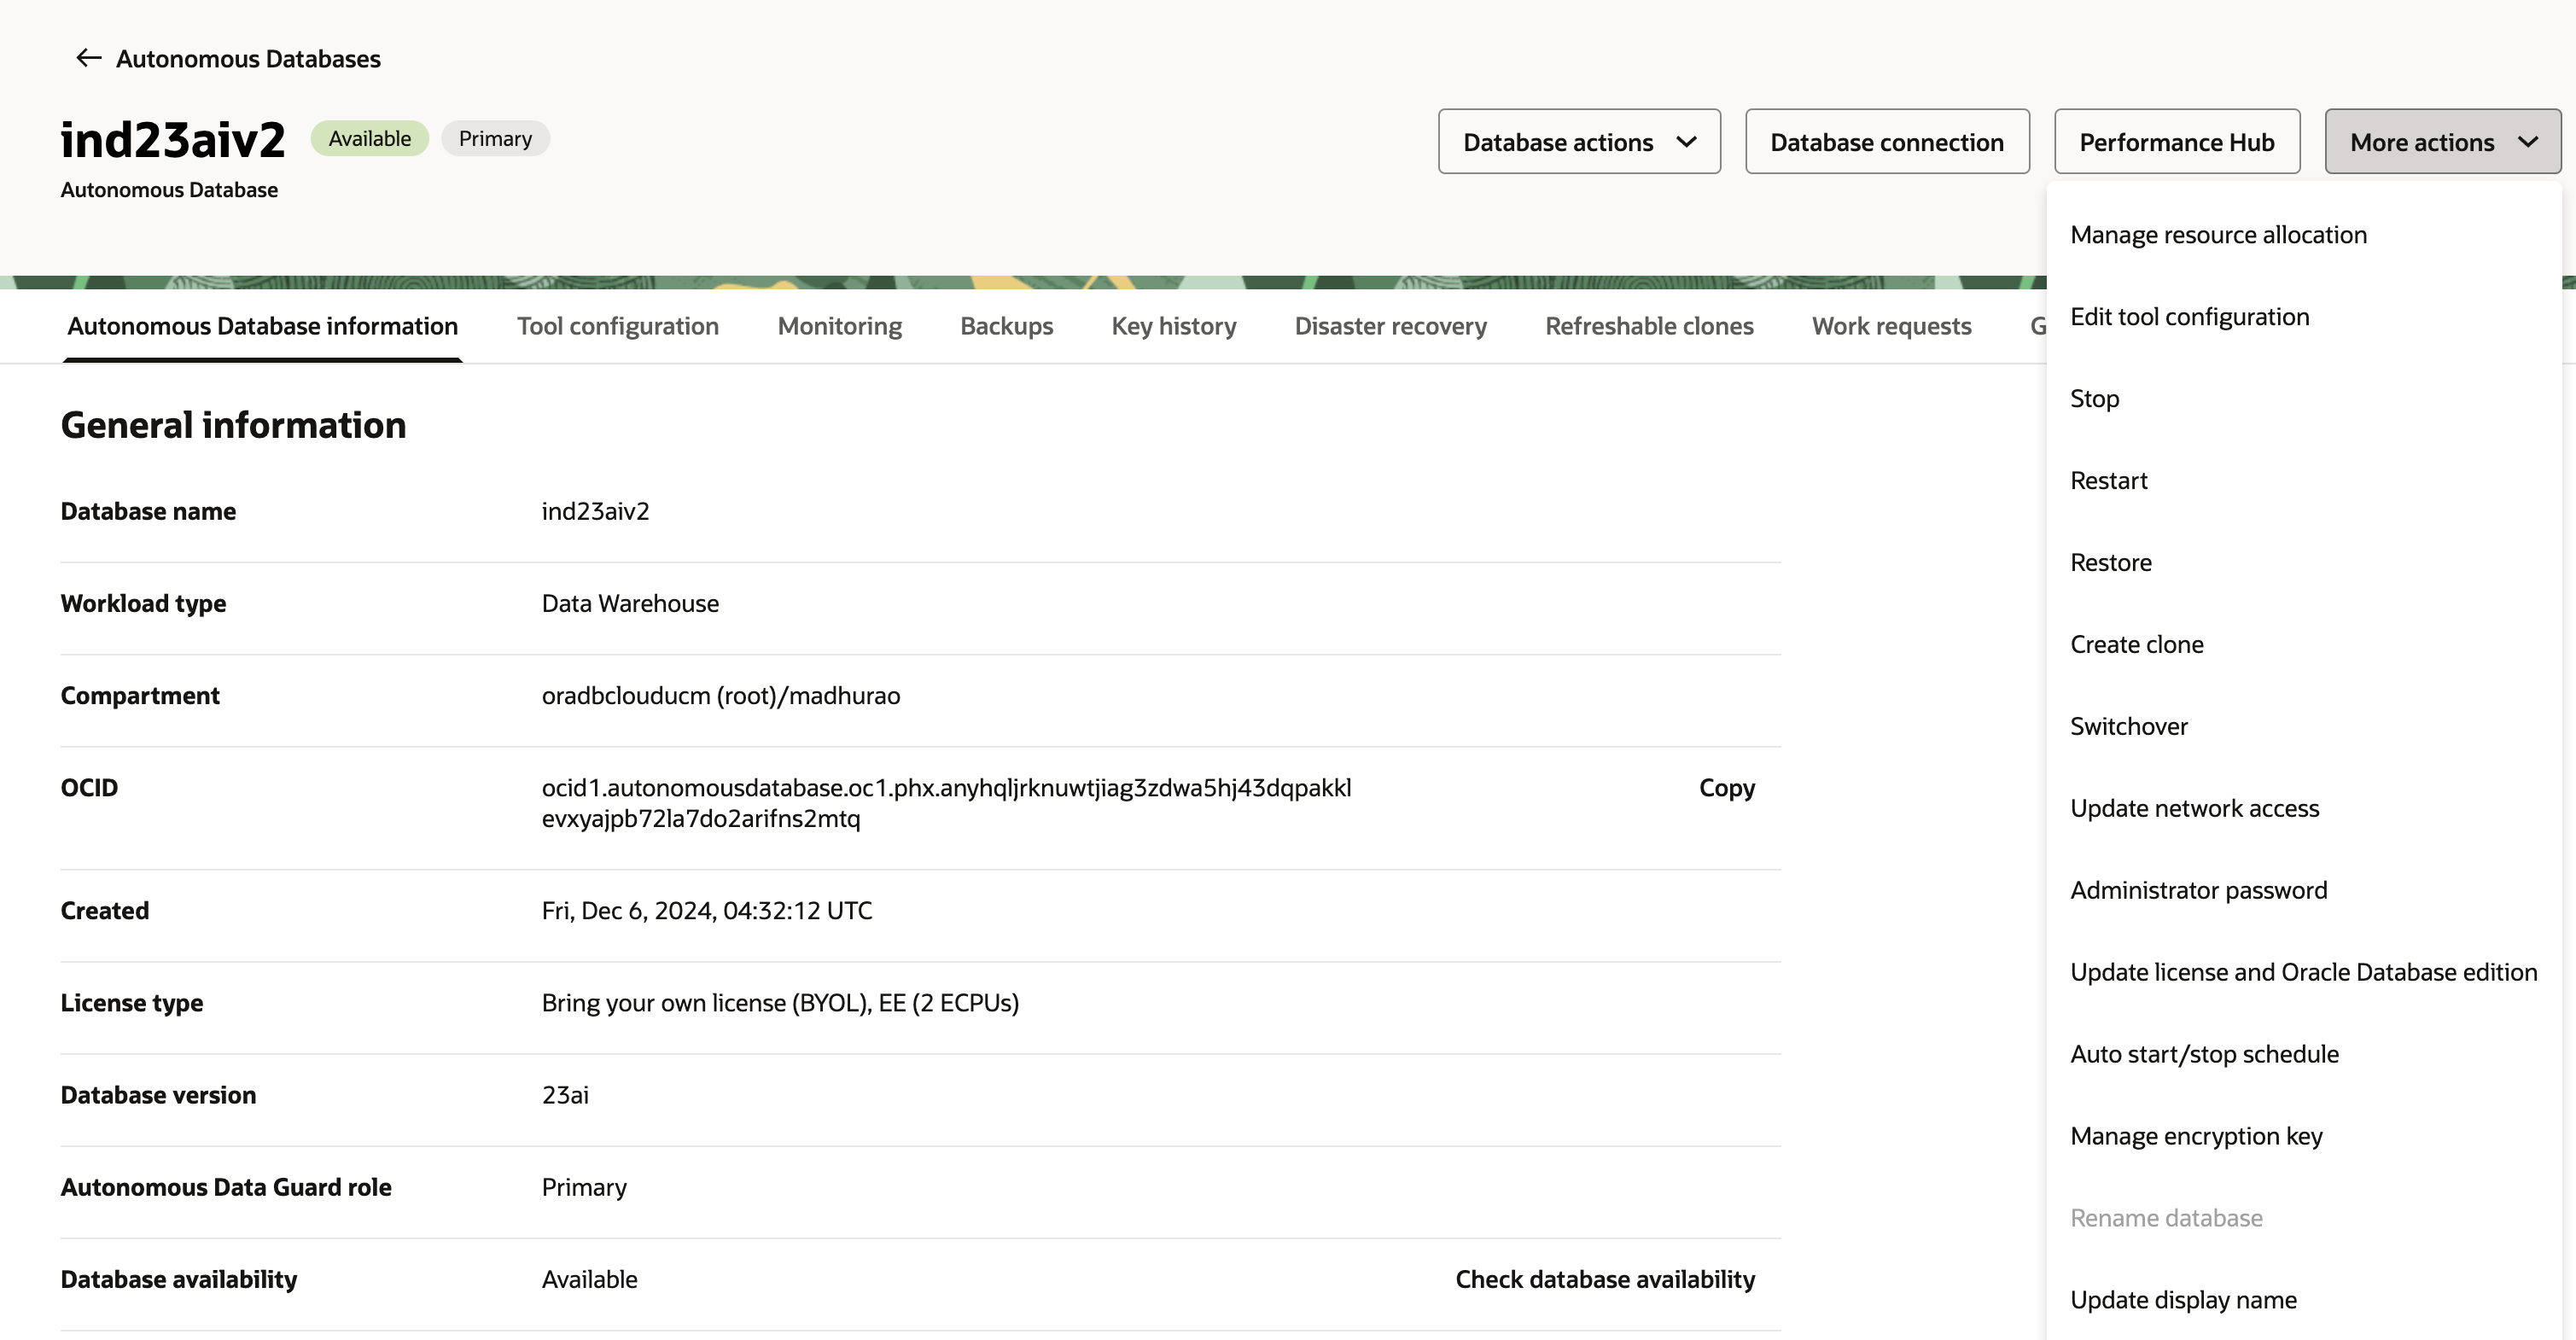 Autonomous Databases
ind23aiv2 Available Primary
Autonomous Database
Database actions Database connection Performance Hub More actions
Autonomous Database information Tool configuration Monitoring Backups Key history Disaster recovery Refreshable clones Work requests G
General information
Database name ind23aiv2
Workload type Data Warehouse
Compartment oradbclouducm (root)/madhurao
OCID ocid1.autonomousdatabase.oc1.phx.anyhqljrknuwtjiag3zdwa5hj43dqpakkl
evxyajpb72la7do2arifns2mtq
Copy
Created Fri, Dec 6, 2024, 04:32:12 UTC
License type Bring your own license (BYOL), EE (2 ECPUs)
Database version 23ai
Autonomous Data Guard role Primary
Database availability Available Check database availability
Manage resource allocation
Edit tool configuration
Stop
Restart
Restore
Create clone
Switchover
Update network access
Administrator password
Update license and Oracle Database edition
Auto start/stop schedule
Manage encryption key
Rename database
Update display name